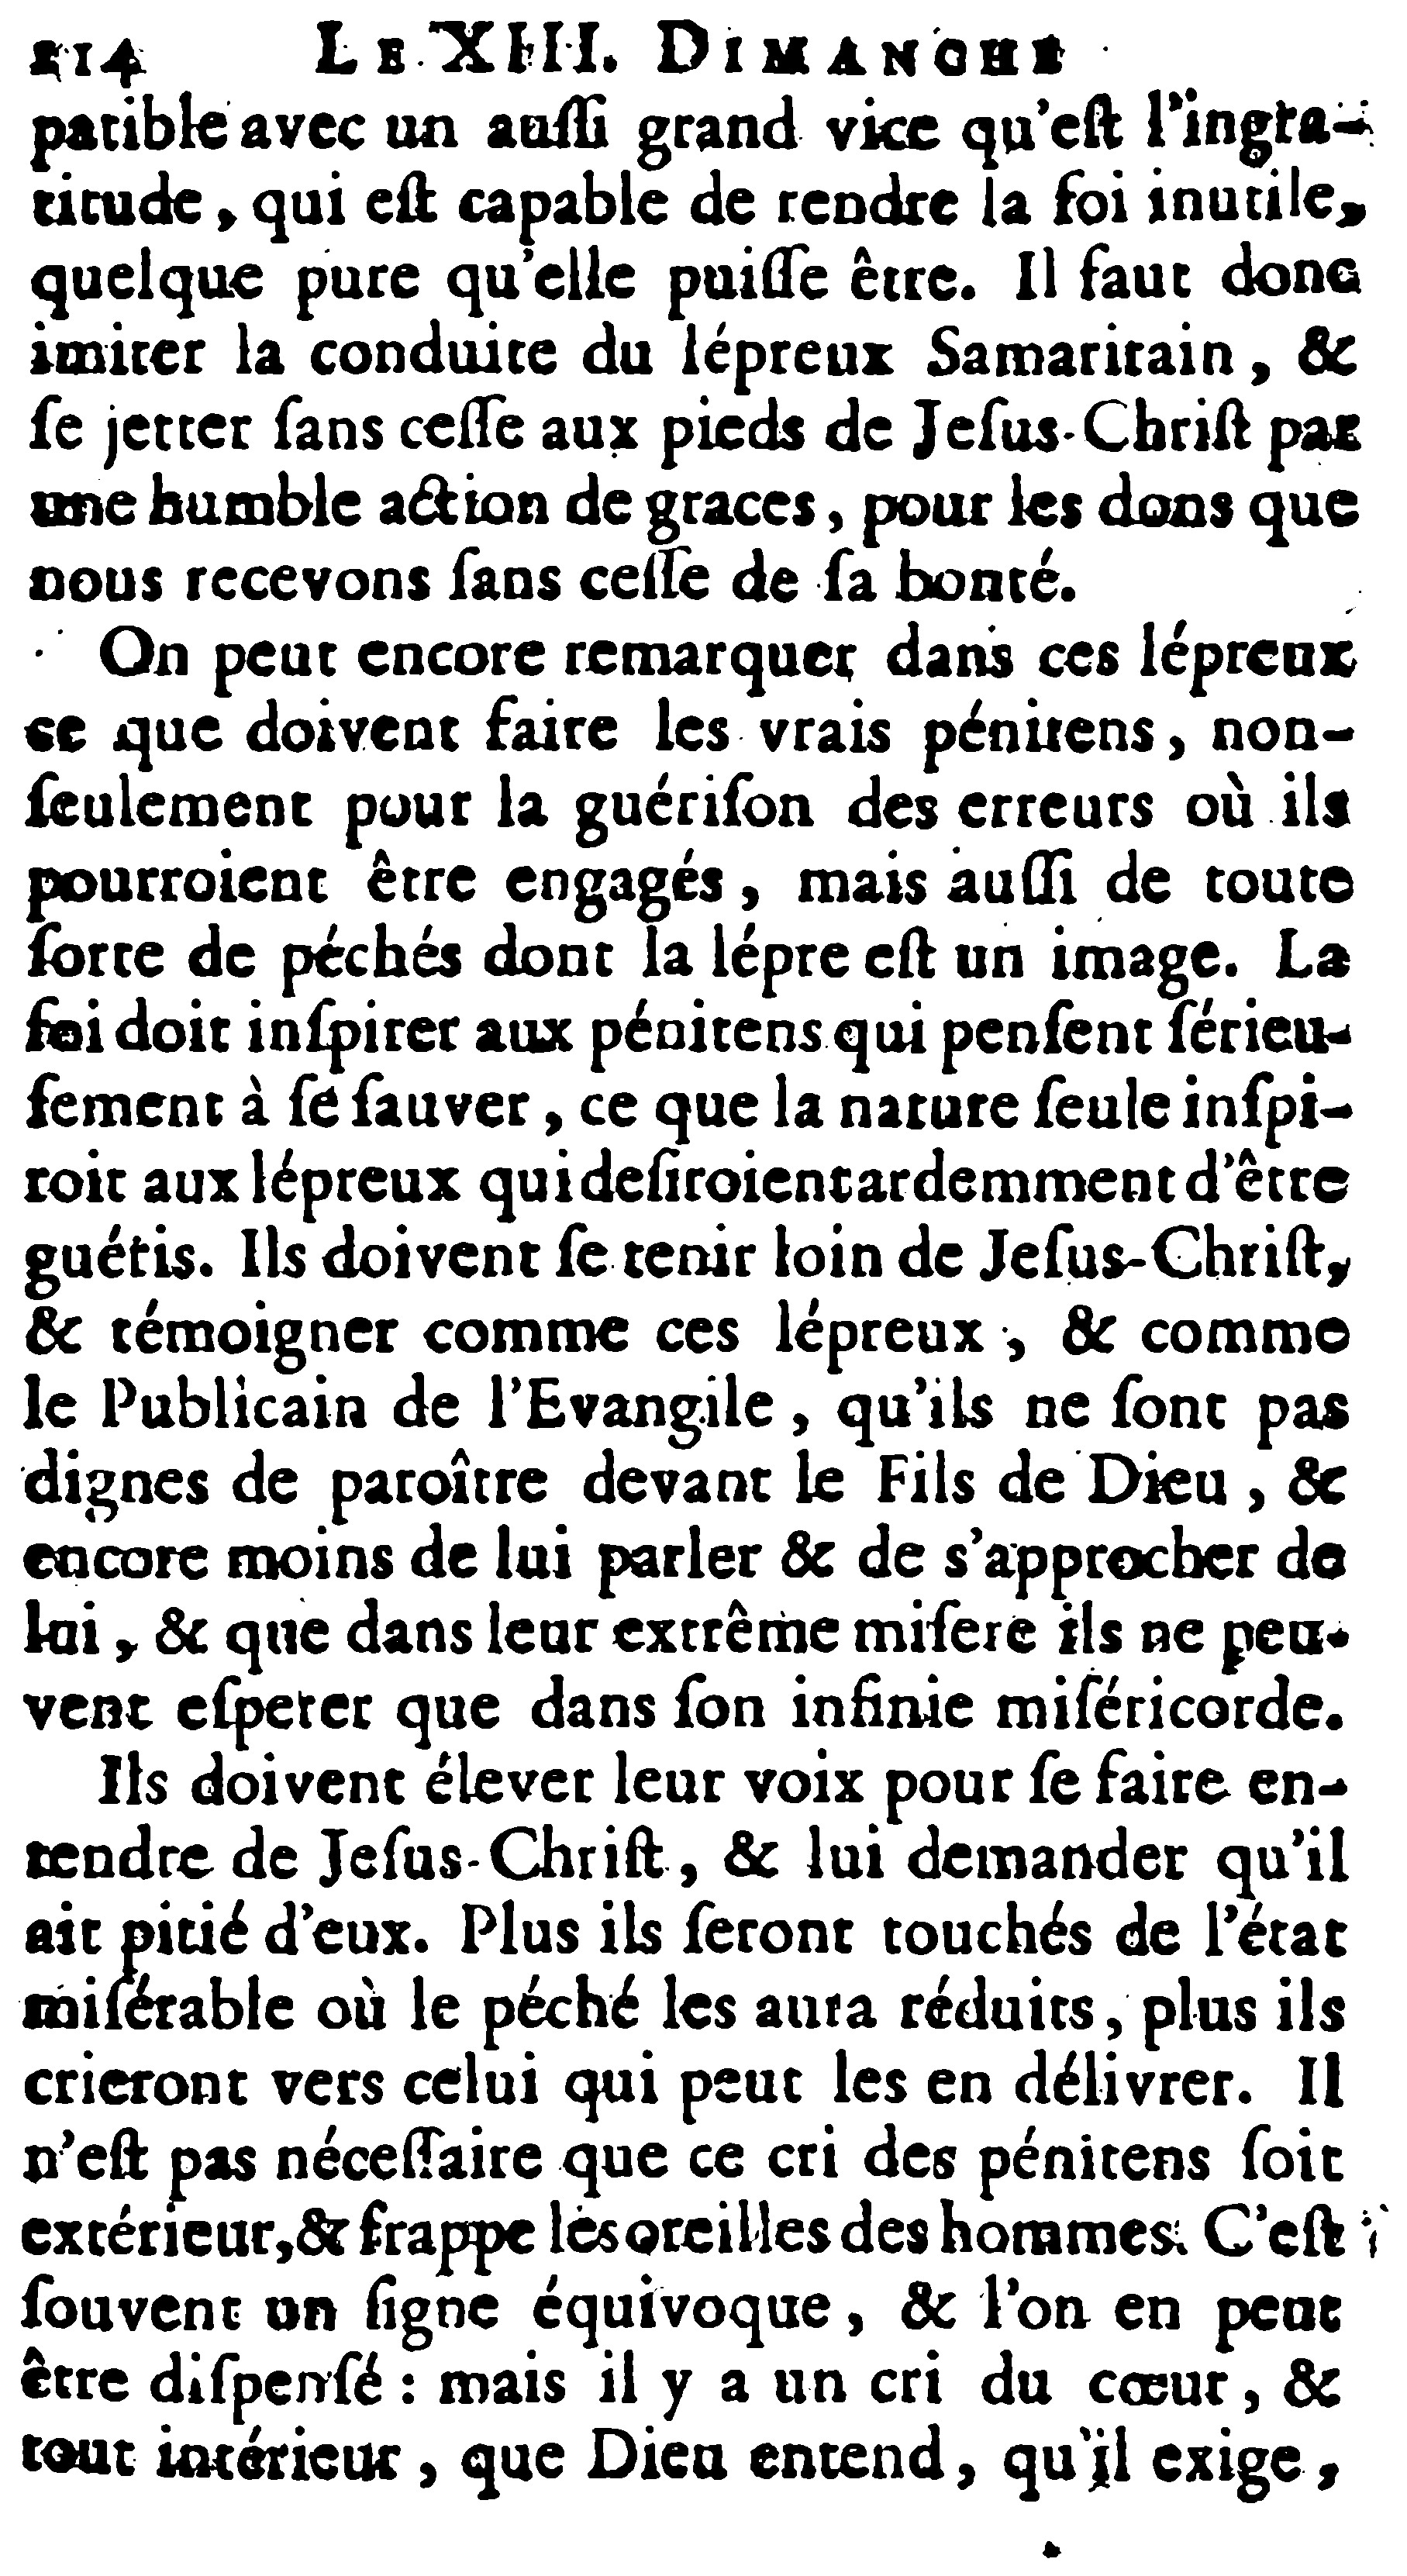 214 LE XIII. DIMANCHE
patible avec un auſſi grand vice qu'eſt l'ingra-
titude, qui eſt capable de rendre la foi inutile,
quelque pure qu'elle puiſſe être. Il faut donc
imiter la conduite du lépreux Samaritain, &
ſe jetter ſans ceſſe aux pieds de Jeſus-Chriſt par
une humble action de graces, pour les dons que
nous recevons ſans ceſſe de ſa bonté.
On peut encore remarquer dans ces lépreux
ce que doivent faire les vrais pénitens, non-
ſeulement pour la guériſon des erreurs où ils
pourroient être engagés, mais auſſi de toute
ſorte de péchés dont la lépre eſt un image. La
foi doit inſpirer aux pénitens qui penſent ſérieu-
ſement à ſe ſauver, ce que la nature ſeule inſpi-
roit aux lépreux qui deſiroient ardemment d'être
guéris. Ils doivent ſe tenir loin de Jeſus-Chriſt,
& témoigner comme ces lépreux, & comme
le Publicain de l'Evangile, qu'ils ne ſont pas
dignes de paroître devant le Fils de Dieu, &
encore moins de lui parler & de s'approcher de
lui, & que dans leur extrême miſere ils ne peu-
vent eſperer que dans ſon infinie miſéricorde.
Ils doivent élever leur voix pour ſe faire en-
tendre de Jeſus-Chriſt, & lui demander qu'il
ait pitié d'eux. Plus ils ſeront touchés de l'état
miſérable où le péché les aura réduits, plus ils
crieront vers celui qui peut les en délivrer. Il
n'eſt pas néceſſaire que ce cri des pénitens ſoit
extérieur, & frappe les oreilles des hommes. C'eſt
ſouvent un ſigne équivoque, & l'on en peut
être diſpenſé : mais il y a un cri du cœur, &
tout intérieur, que Dieu entend, qu'il exige,